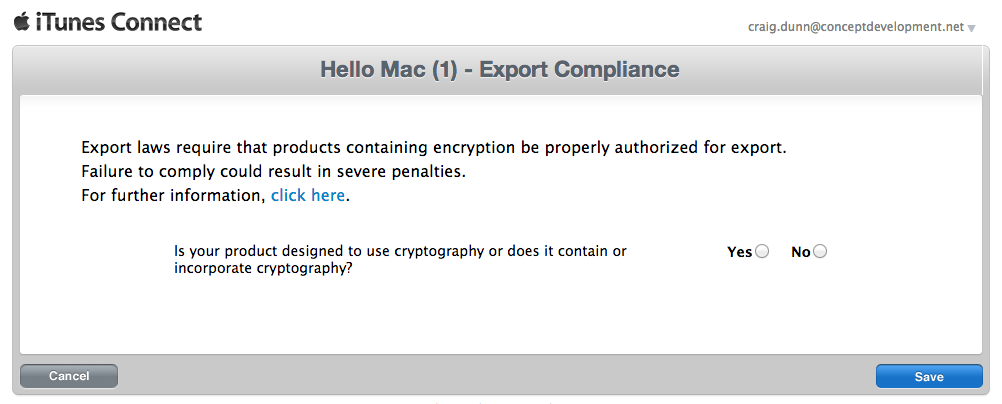 iTunes Connect
craig.dunn@conceptdevelopment.net
Hello Mac (1) - Export Compliance
Export laws require that products containing encryption be properly authorized for export.
Failure to comply could result in severe penalties.
For further information, click here.
Is your product designed to use cryptography or does it contain or
incorporate cryptography?
Yes No
Cancel Save